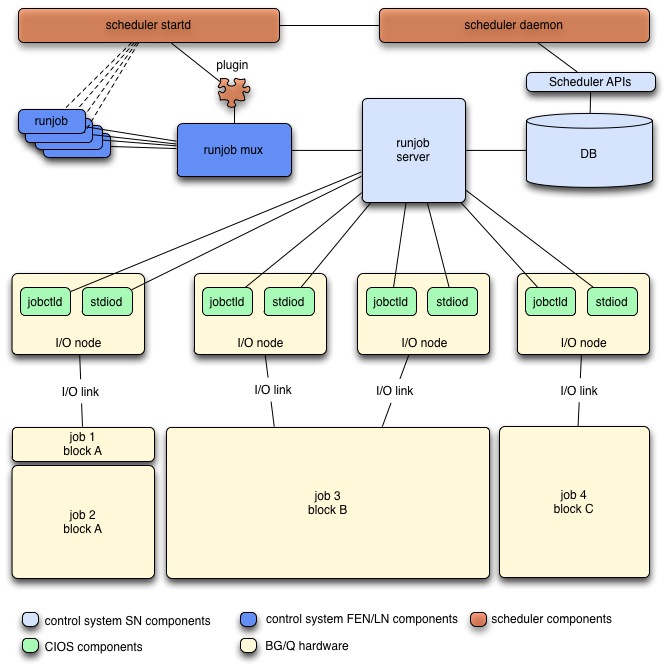 scheduler startd
scheduler daemon
plugin
Scheduler APIs
runjob
runjob mux
runjob
server
DB
jobctld
stdiod
jobctld
stdiod
jobctld
stdiod
jobctld
stdiod
I/O node
I/O node
I/O node
I/O node
I/O link
I/O link
I/O link
I/O link
job 1
block A
job 2
block A
job 3
block B
job 4
block C
control system SN components
control system FEN/LN components
scheduler components
CIOS components
BG/Q hardware